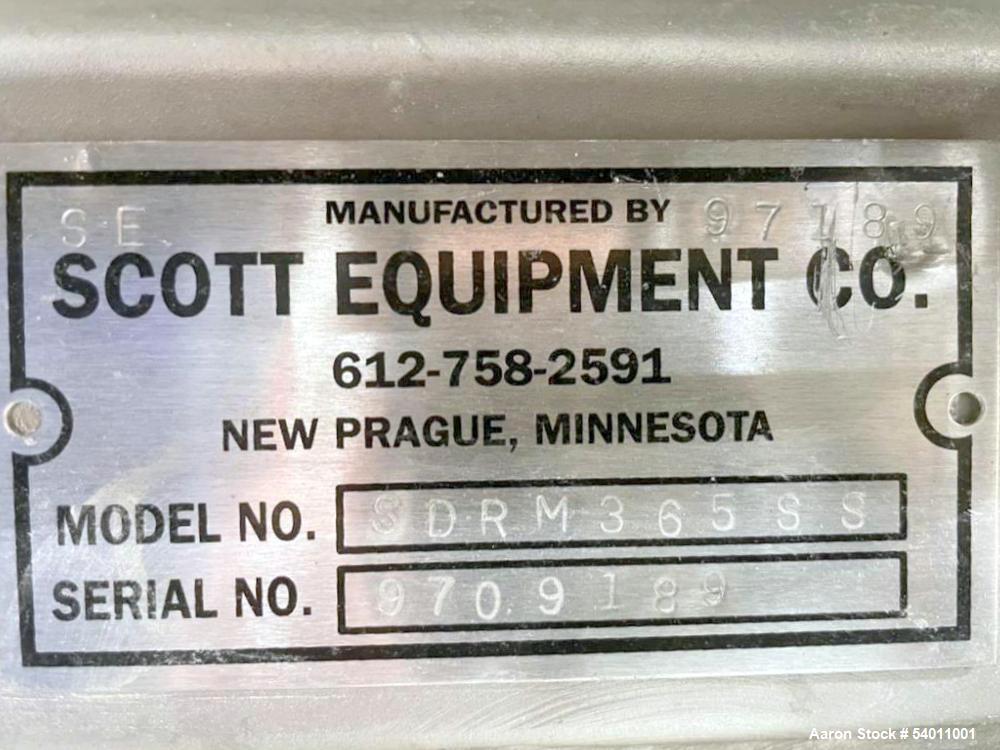 MANUFACTURED BY
SE 97189
SCOTT EQUIPMENT CO.
612-758-2591
NEW PRAGUE, MINNESOTA
MODEL NO. SDRM365SS
SERIAL NO. 9709189
Aaron Stock # 54011001